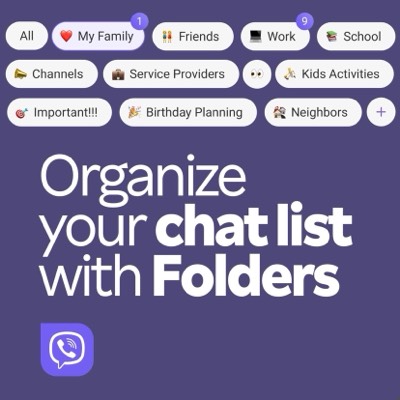 All ❤️ My Family 1 👯 Friends 💻 Work 9 📚 School
📣 Channels 💼 Service Providers 👀 Kids Activities
🎯 Important!!! 🎉 Birthday Planning Neighbors +
Organize
your chat list
with Folders